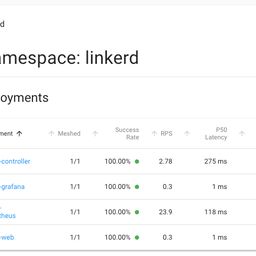 d
amespace: linkerd
oyments
ment Meshed Success Rate RPS P50 Latency
-controller 1/1 100.00% 2.78 275 ms
-grafana 1/1 100.00% 0.3 1 ms
-
theus 1/1 100.00% 23.9 118 ms
-web 1/1 100.00% 0.3 1 ms